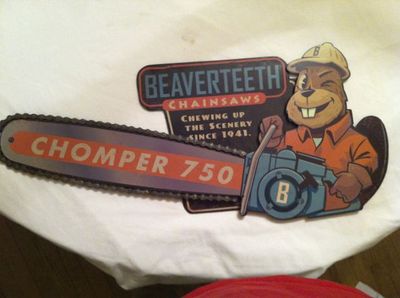 B
BEAVERTEETH
CHAINSAWS
CHEWING UP
THE SCENERY
SINCE 1941.
CHOMPER 750
B